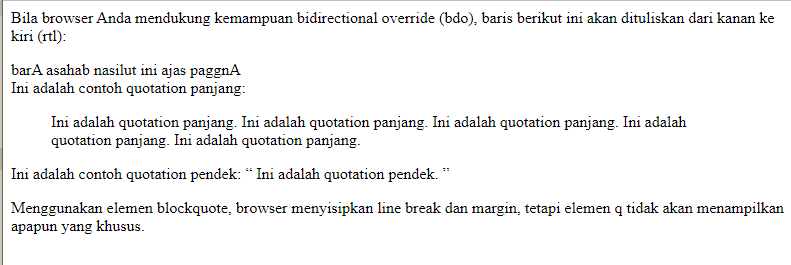 Bila browser Anda mendukung kemampuan bidirectional override (bdo), baris berikut ini akan dituliskan dari kanan ke
kiri (rtl):
barA asahab nasilut ini ajas paggnA
Ini adalah contoh quotation panjang:
Ini adalah quotation panjang. Ini adalah quotation panjang. Ini adalah quotation panjang. Ini adalah
quotation panjang. Ini adalah quotation panjang.
Ini adalah contoh quotation pendek: “ Ini adalah quotation pendek. ”
Menggunakan elemen blockquote, browser menyisipkan line break dan margin, tetapi elemen q tidak akan menampilkan
apapun yang khusus.